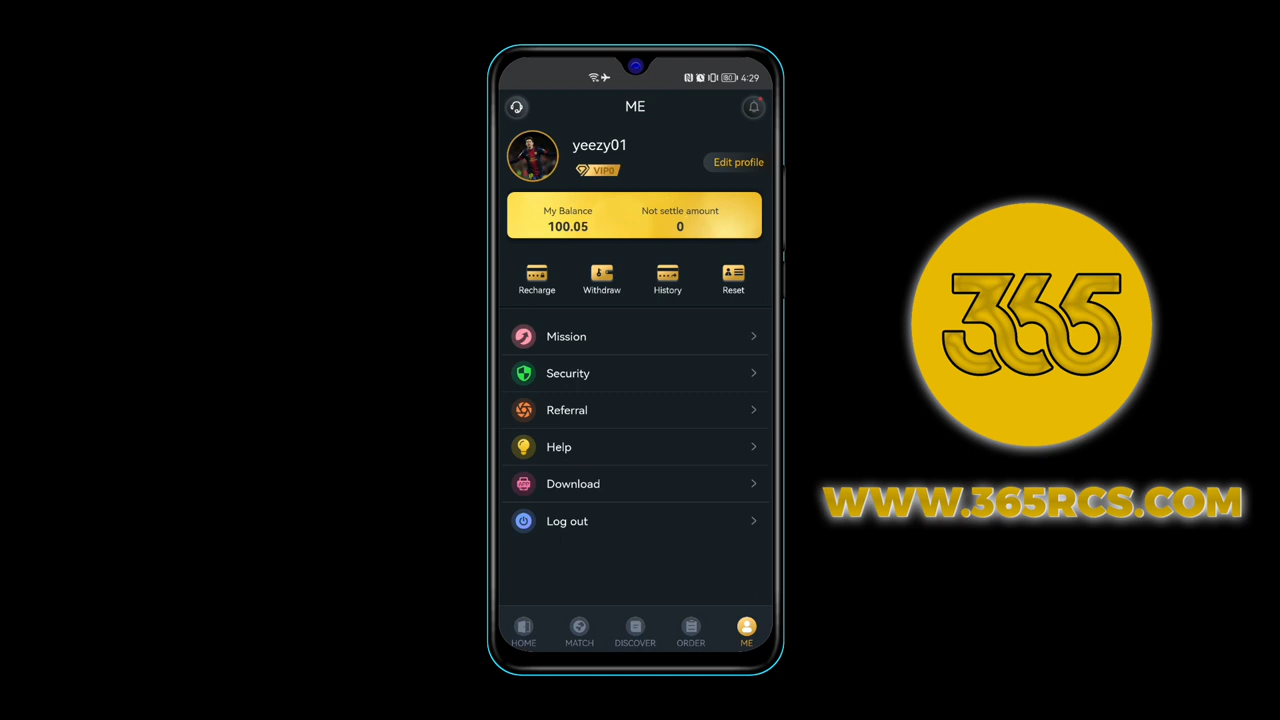 80 4:29
ME
yeezy01
VIP0
Edit profile
My Balance
Not settle amount
100.05
0
Recharge
Withdraw
History
Reset
Mission
Security
Referral
Help
Download
Log out
HOME
MATCH
DISCOVER
ORDER
ME
365
WWW.365RCS.COM